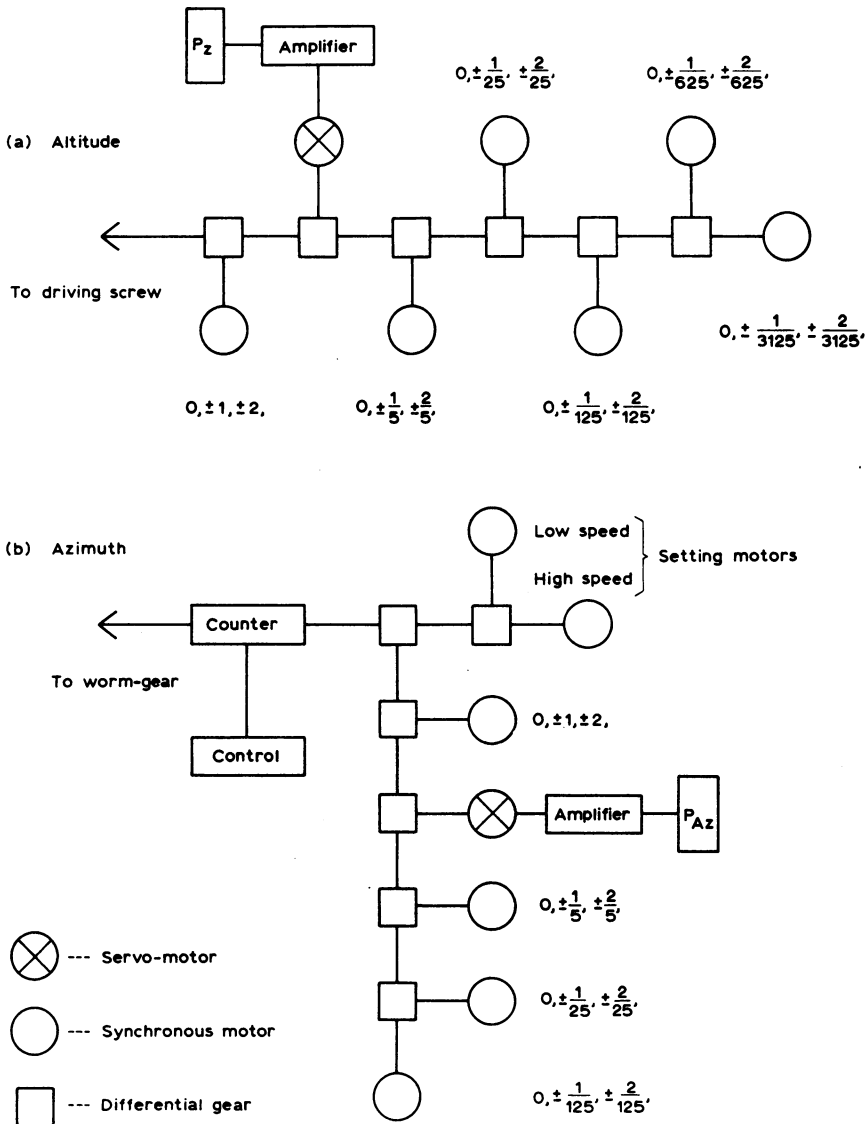 P_Z
Amplifier
0, ±1/25, ±2/25,
0, ±1/625, ±2/625,
(a) Altitude
To driving screw
0, ±1/3125, ±2/3125,
0, ±1, ±2,
0, ±1/5, ±2/5,
0, ±1/125, ±2/125,
(b) Azimuth
Low speed
High speed
Setting motors
Counter
To worm-gear
Control
0, ±1, ±2,
Amplifier
P_Az
0, ±1/5, ±2/5,
--- Servo-motor
0, ±1/25, ±2/25,
--- Synchronous motor
--- Differential gear
0, ±1/125, ±2/125,